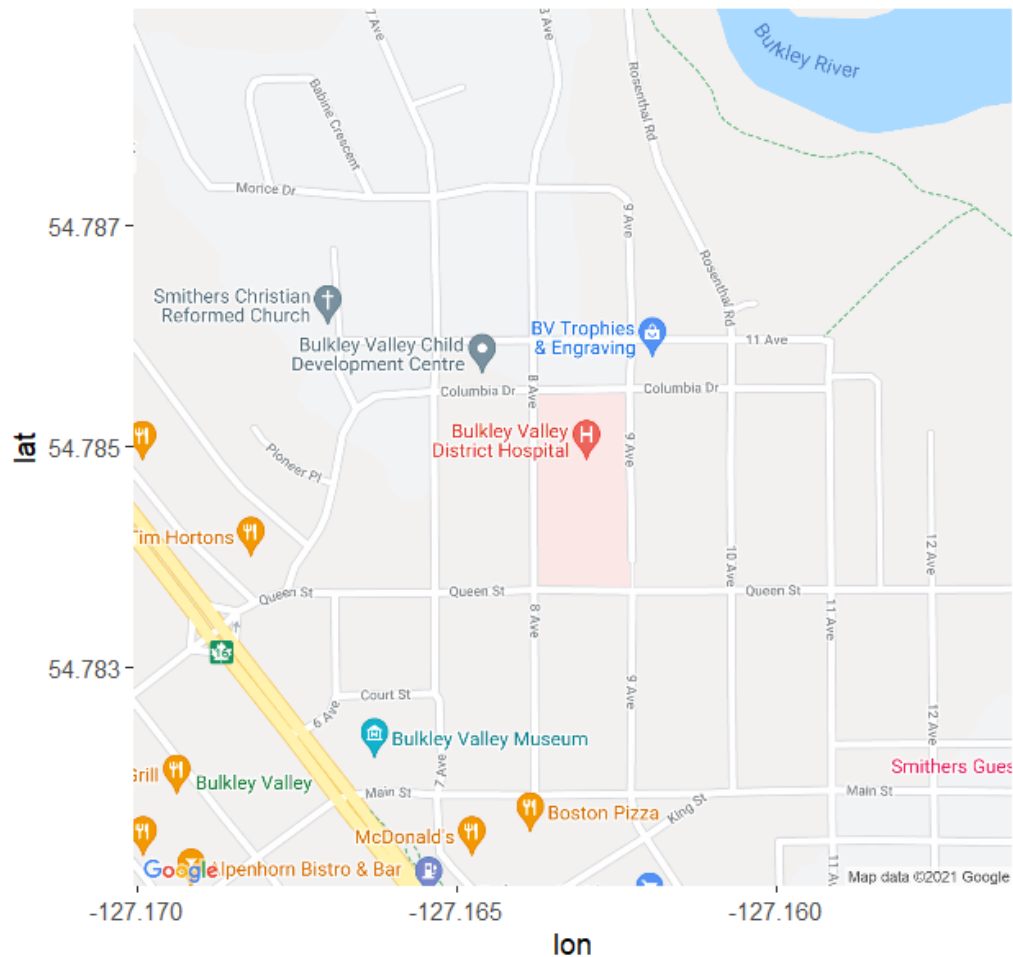 7 Ave
8 Ave
Bulkley River
Rosenthal Rd
Babine Crescent
Morice Dr
9 Ave
54.787
Rosenthal Rd
Smithers Christian
Reformed Church
BV Trophies
& Engraving
11 Ave
Bulkley Valley Child
Development Centre
8 Ave
Columbia Dr
Columbia Dr
lat
54.785
Bulkley Valley
District Hospital
9 Ave
Pioneer Pl
Tim Hortons
10 Ave
12 Ave
Queen St
Queen St
Queen St
8 Ave
11 Ave
16
54.783
Court St
6 Ave
9 Ave
12 Ave
Bulkley Valley Museum
7 Ave
Smithers Gues
Grill
Bulkley Valley
Main St
Main St
King St
Boston Pizza
McDonald's
Google
lpenhorn Bistro & Bar
11 Av
Map data ©2021 Google
-127.170
-127.165
-127.160
lon